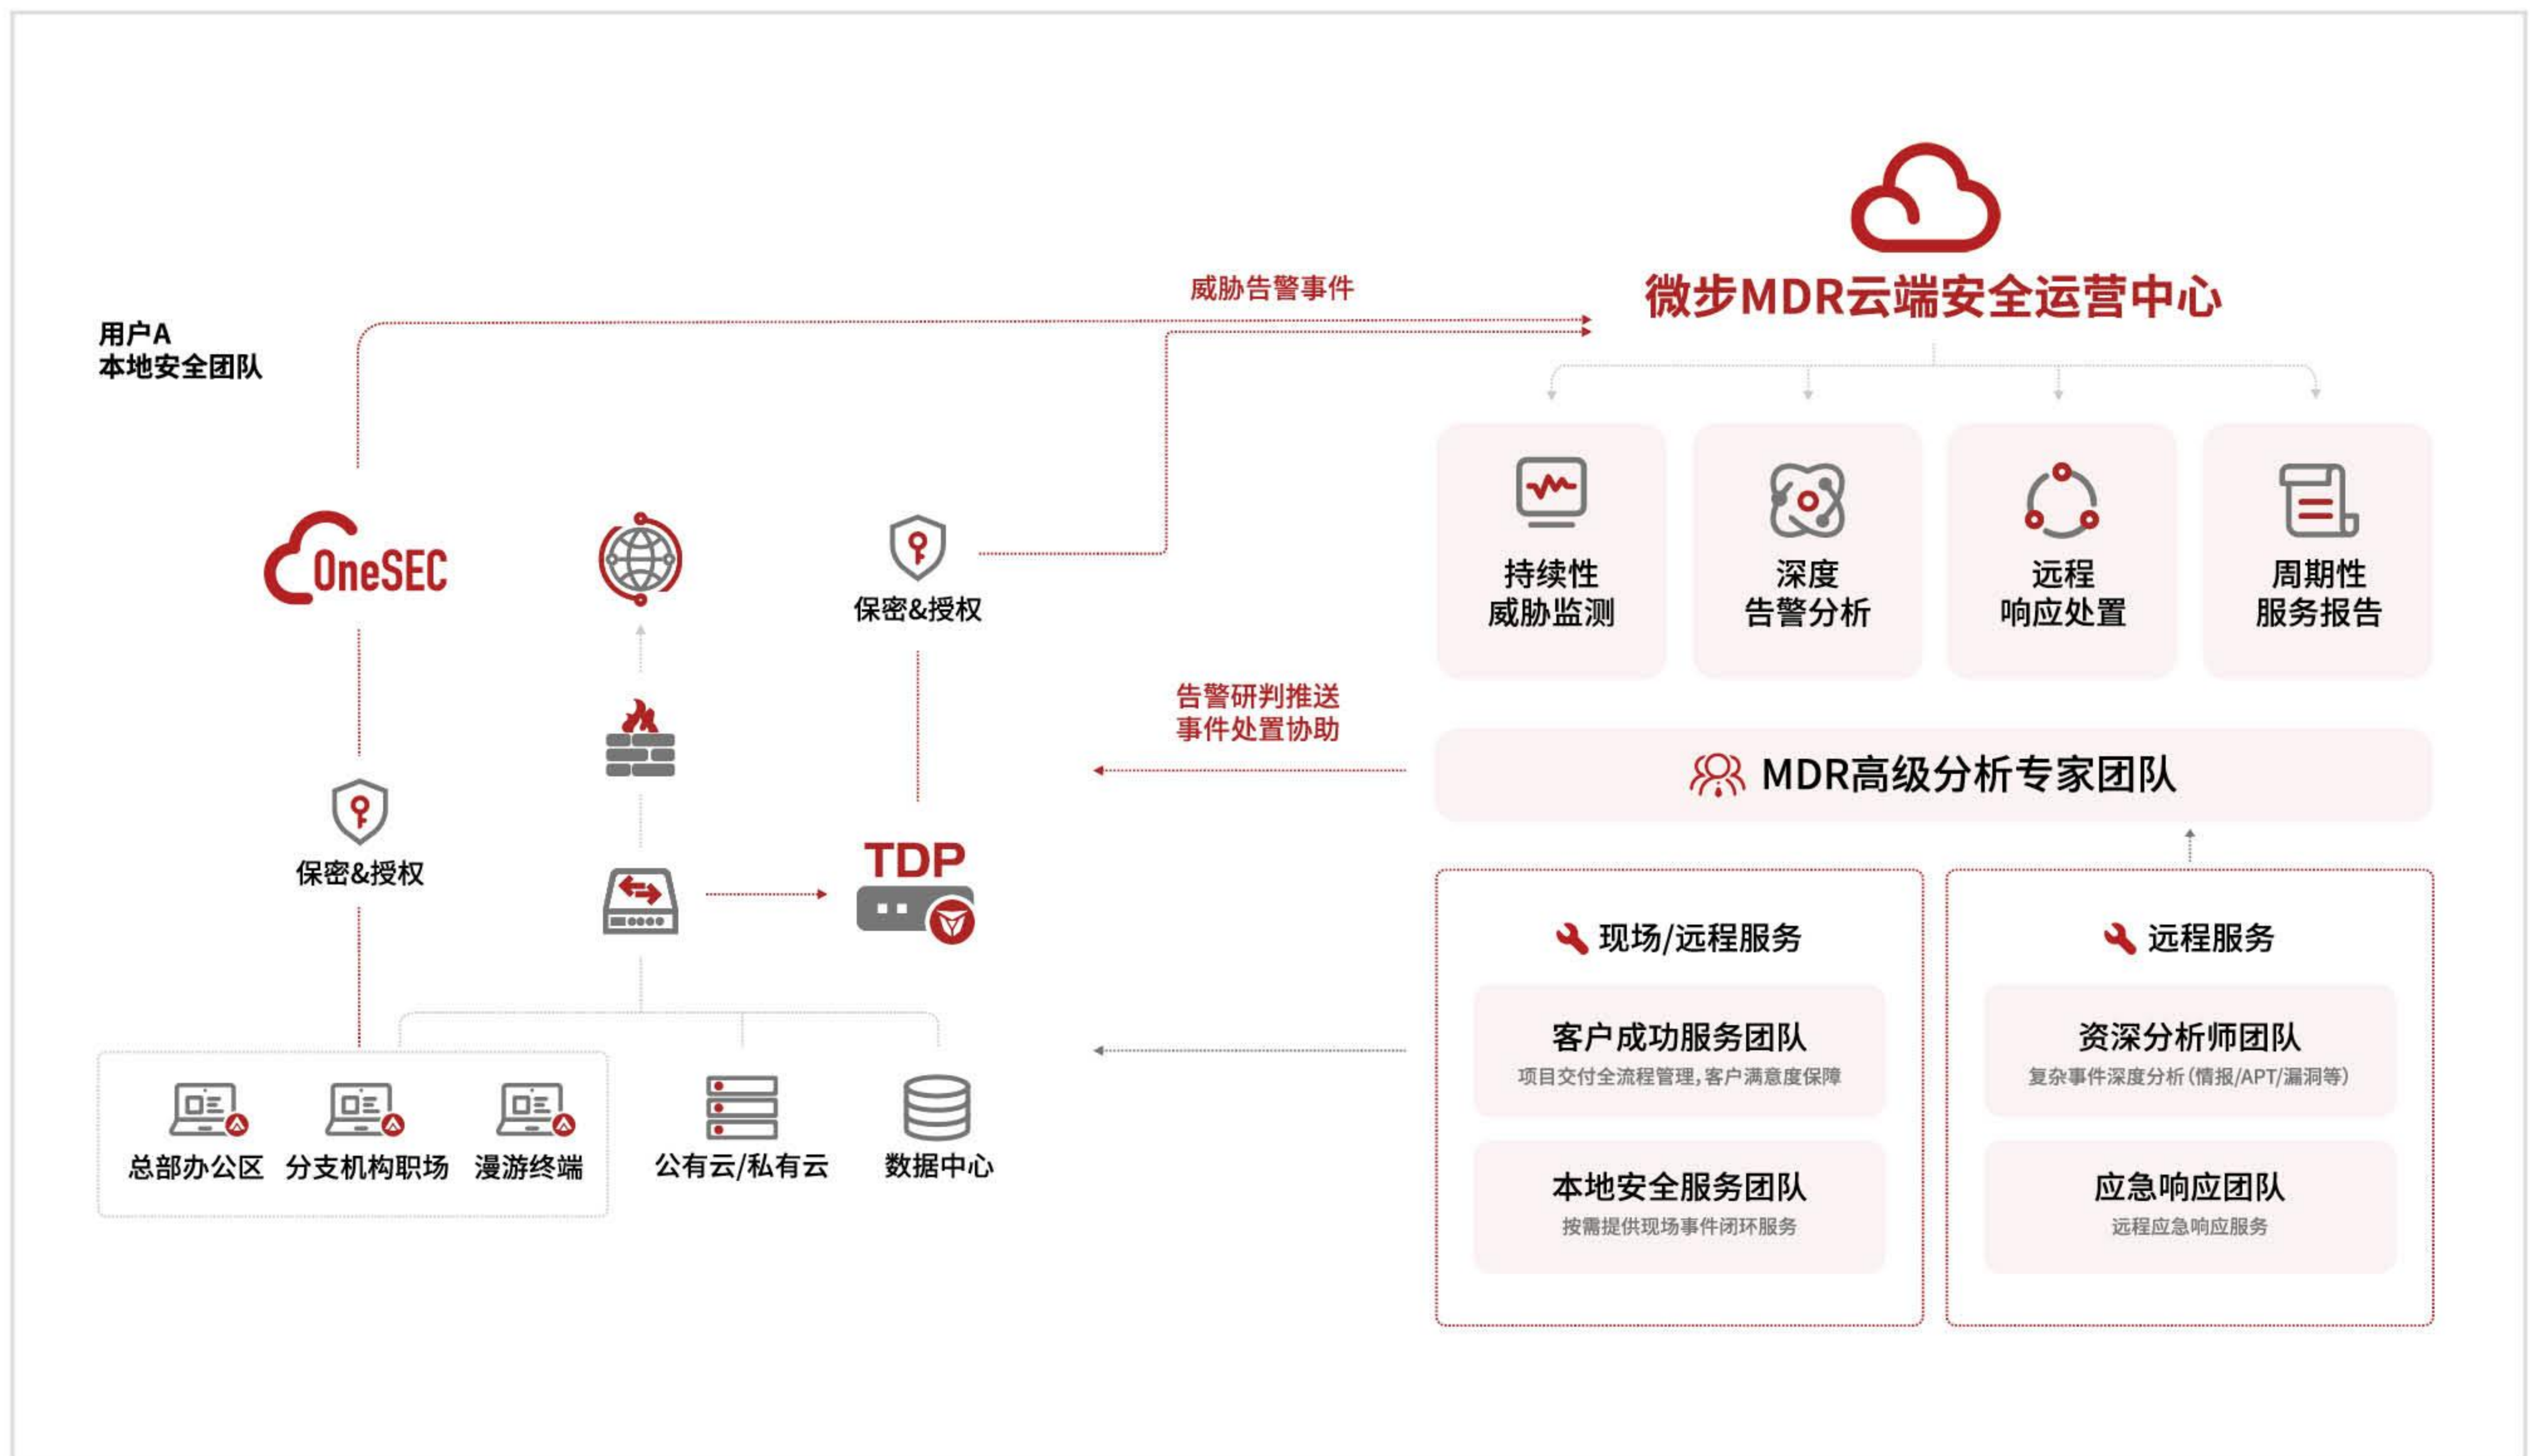 微步MDR云端安全运营中心
威胁告警事件
用户A
本地安全团队
OneSEC
保密&授权
持续性
威胁监测
深度
告警分析
远程
响应处置
周期性
服务报告
告警研判推送
事件处置协助
MDR高级分析专家团队
保密&授权
TDP
现场/远程服务
远程服务
客户成功服务团队
项目交付全流程管理,客户满意度保障
资深分析师团队
复杂事件深度分析(情报/APT/漏洞等)
总部办公区
分支机构职场
漫游终端
公有云/私有云
数据中心
本地安全服务团队
按需提供现场事件闭环服务
应急响应团队
远程应急响应服务